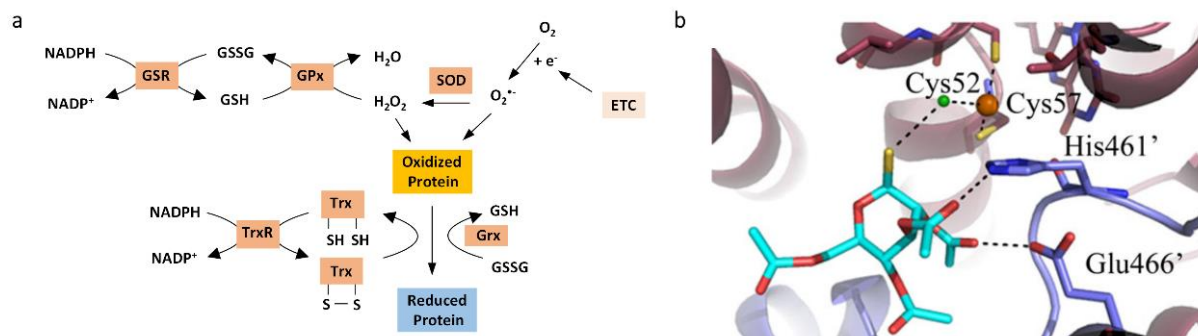 a
NADPH
NADP⁺
GSR
GSSG
GSH
GPx
H₂O
H₂O₂
SOD
O₂
+ e⁻
O₂•⁻
ETC
Oxidized
Protein
NADPH
NADP⁺
TrxR
Trx
SH SH
Trx
S — S
GSH
Grx
GSSG
Reduced
Protein
b
Cys52
Cys57
His461’
Glu466’